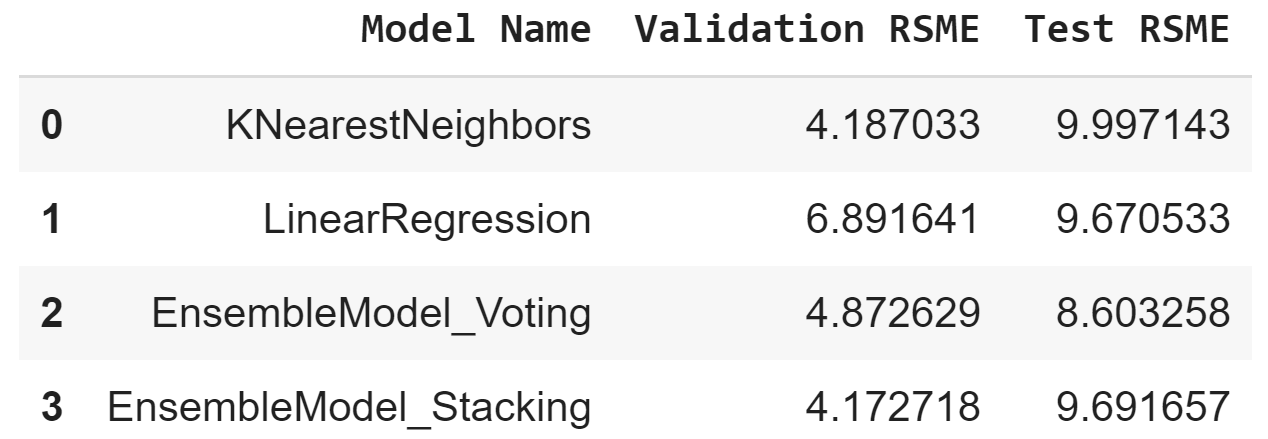 Model Name Validation RSME Test RSME
0 KNearestNeighbors 4.187033 9.997143
1 LinearRegression 6.891641 9.670533
2 EnsembleModel_Voting 4.872629 8.603258
3 EnsembleModel_Stacking 4.172718 9.691657